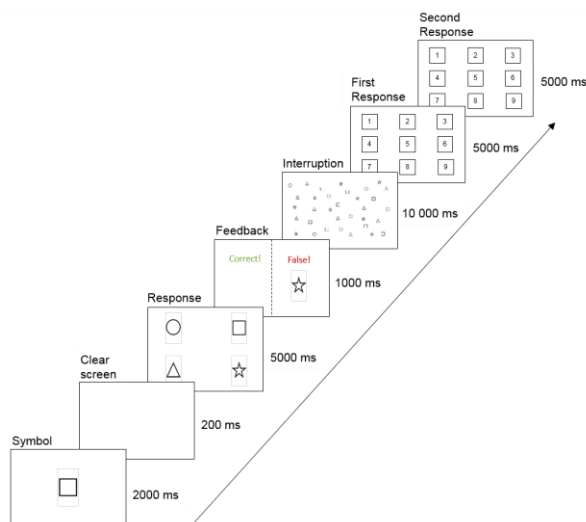 Second
Response
1 2 3
4 5 6
7 8 9
5000 ms
First
Response
1 2 3
4 5 6
7 8 9
5000 ms
Interruption
10 000 ms
Feedback
Correct! False!
1000 ms
Response
5000 ms
Clear
screen
200 ms
Symbol
2000 ms